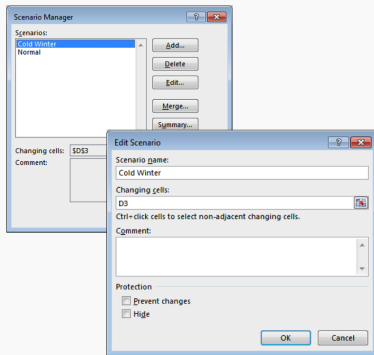 Scenario Manager
Scenarios:
Cold Winter
Normal
Add...
Delete
Edit...
Merge...
Summary...
Changing cells: $D$3
Comment:
Edit Scenario
Scenario name:
Cold Winter
Changing cells:
D3
Ctrl+click cells to select non-adjacent changing cells.
Comment:
Protection
Prevent changes
Hide
OK Cancel